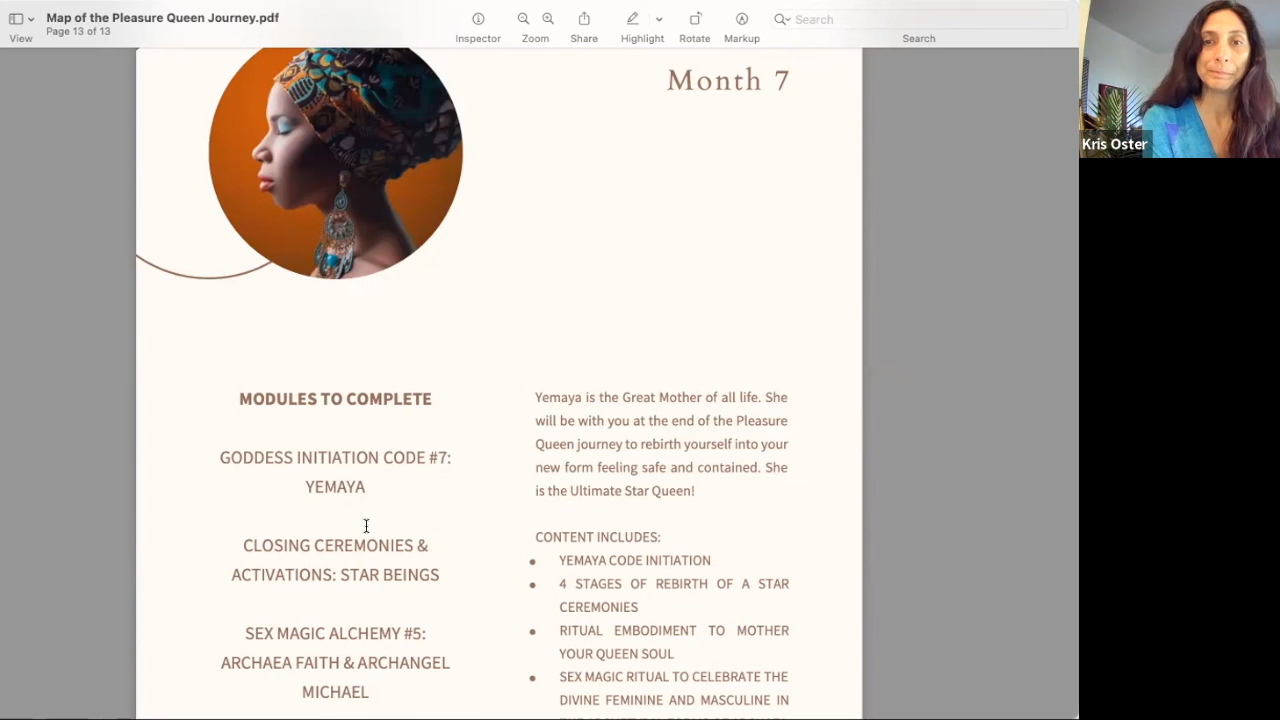 Map of the Pleasure Queen Journey.pdf
Page 13 of 13
View
Inspector
Zoom
Share
Highlight
Rotate
Markup
Search
Search
Kris Oster
Month 7
MODULES TO COMPLETE
GODDESS INITIATION CODE #7:
YEMAYA
CLOSING CEREMONIES &
ACTIVATIONS: STAR BEINGS
SEX MAGIC ALCHEMY #5:
ARCHAEA FAITH & ARCHANGEL
MICHAEL
Yemaya is the Great Mother of all life. She
will be with you at the end of the Pleasure
Queen journey to rebirth yourself into your
new form feeling safe and contained. She
is the Ultimate Star Queen!
CONTENT INCLUDES:
● YEMAYA CODE INITIATION
● 4 STAGES OF REBIRTH OF A STAR
CEREMONIES
● RITUAL EMBODIMENT TO MOTHER
YOUR QUEEN SOUL
● SEX MAGIC RITUAL TO CELEBRATE THE
DIVINE FEMININE AND MASCULINE IN